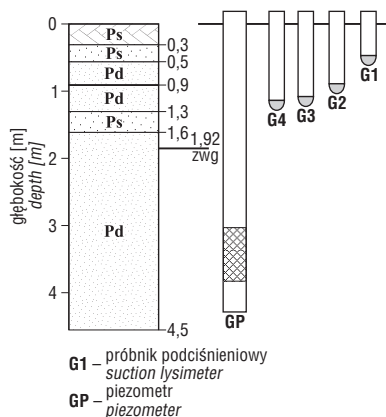 głębokość [m]
depth [m]
0
1
2
3
4
Ps
0,3
Ps
0,5
Pd
0,9
Pd
1,3
Ps
1,6
1,92
zwg
Pd
4,5
G4
G3
G2
G1
GP
G1 – próbnik podciśnieniowy
suction lysimeter
GP – piezometr
piezometer